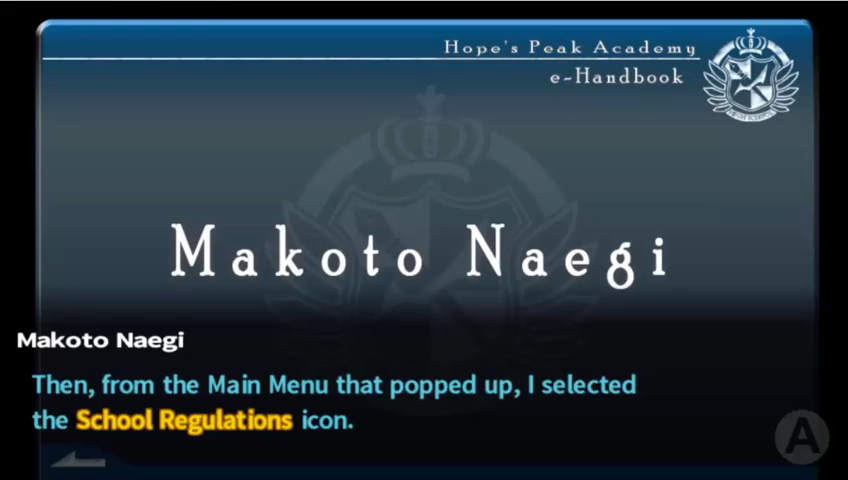 Hope's Peak Academy
e-Handbook
Makoto Naegi
Makoto Naegi
Then, from the Main Menu that popped up, I selected
the School Regulations icon.
A